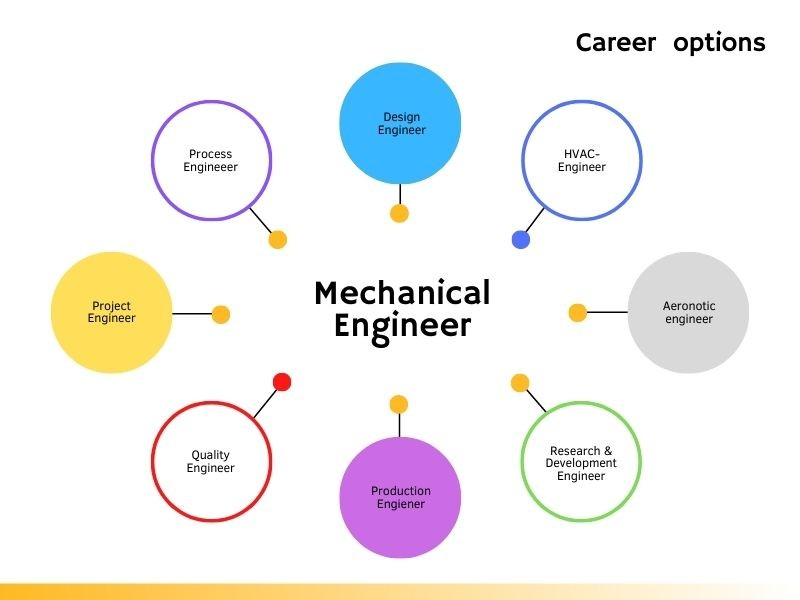 Career options
Design
Engineer
Process
Engineeer
HVAC-
Engineer
Mechanical
Engineer
Project
Engineer
Aeronotic
engineer
Quality
Engineer
Production
Engiener
Research &
Development
Engineer